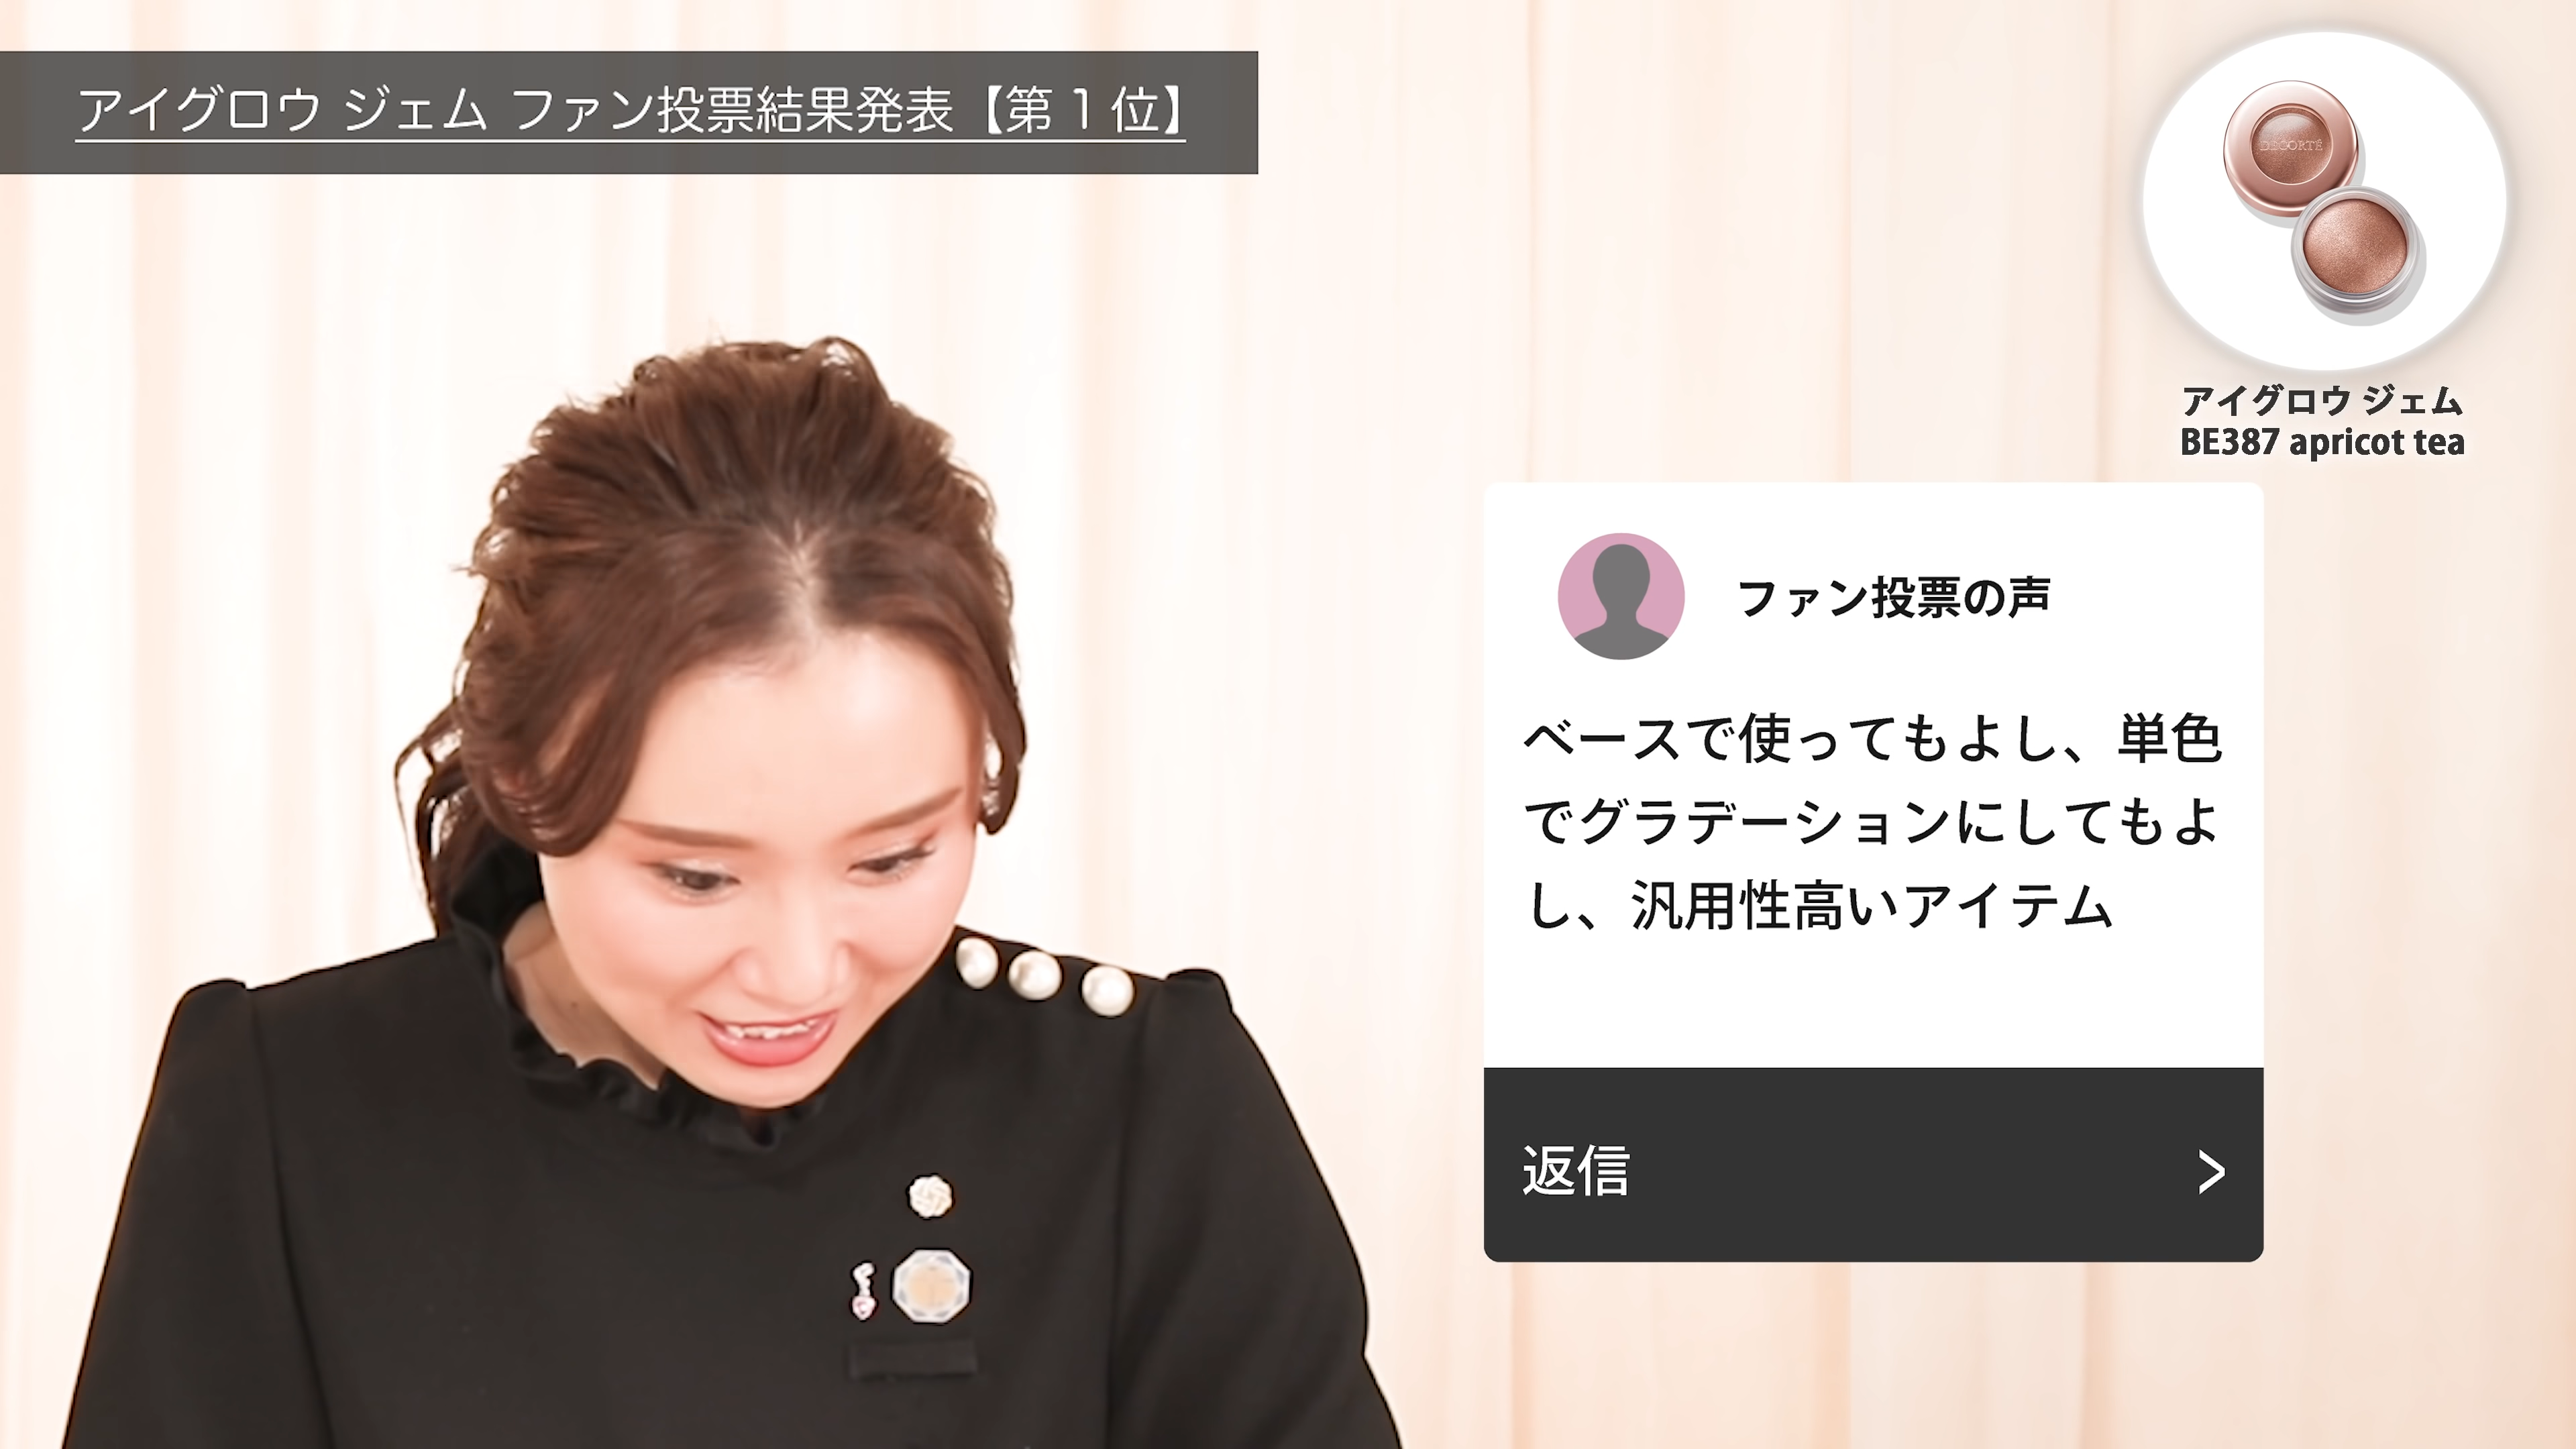 アイグロウ ジェム ファン投票結果発表【第1位】
DECORTÉ
アイグロウ ジェム
BE387 apricot tea
ファン投票の声
ベースで使ってもよし、単色
でグラデーションにしてもよ
し、汎用性高いアイテム
返信